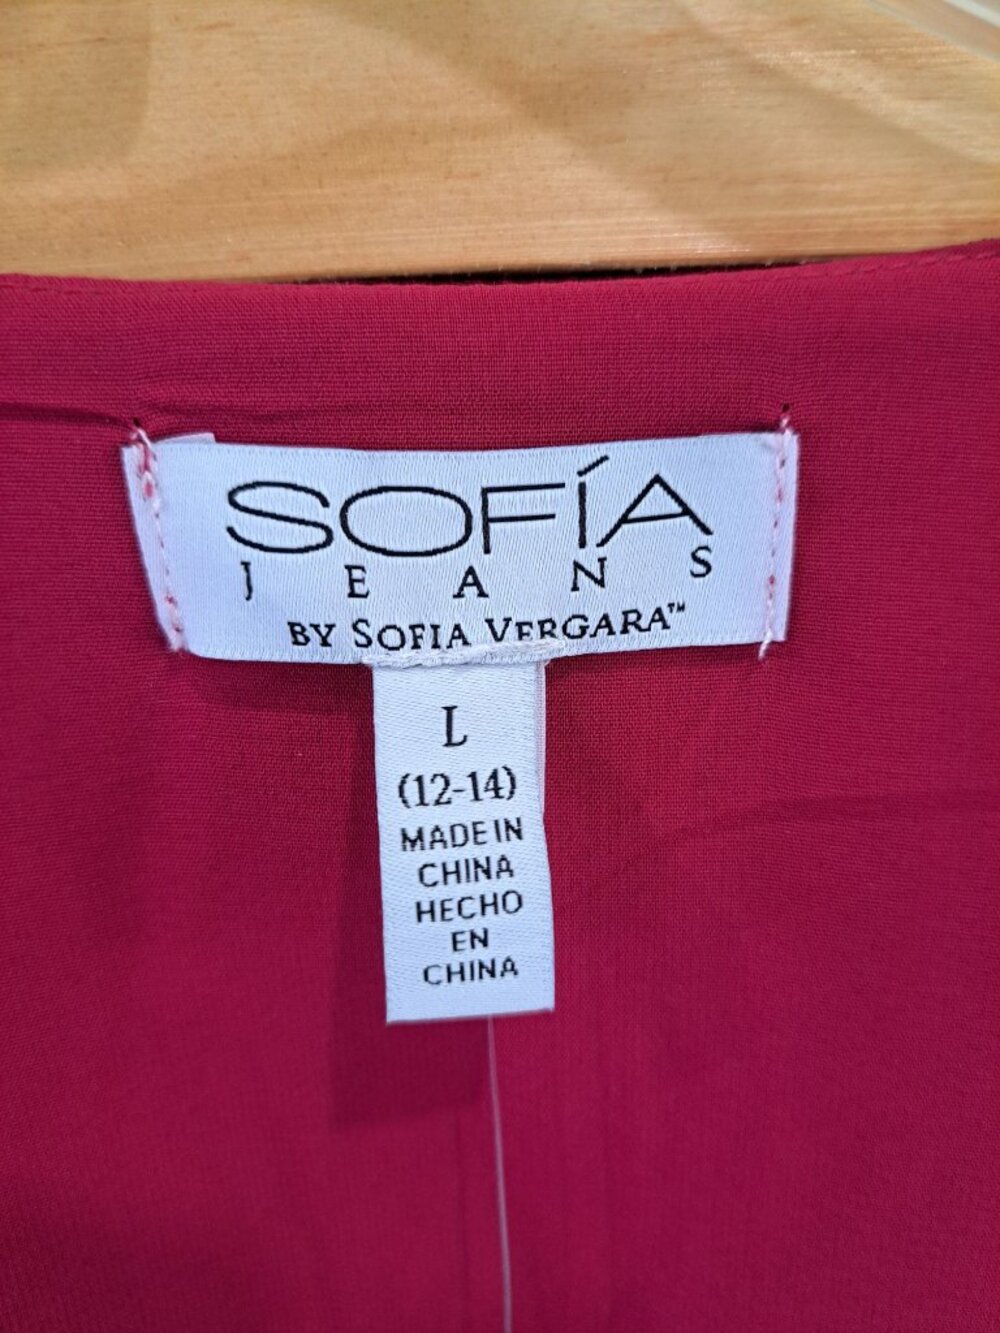 SOFÍA
JEANS
BY SOFIA VERGARA™
L
(12-14)
MADE IN
CHINA
HECHO
EN
CHINA